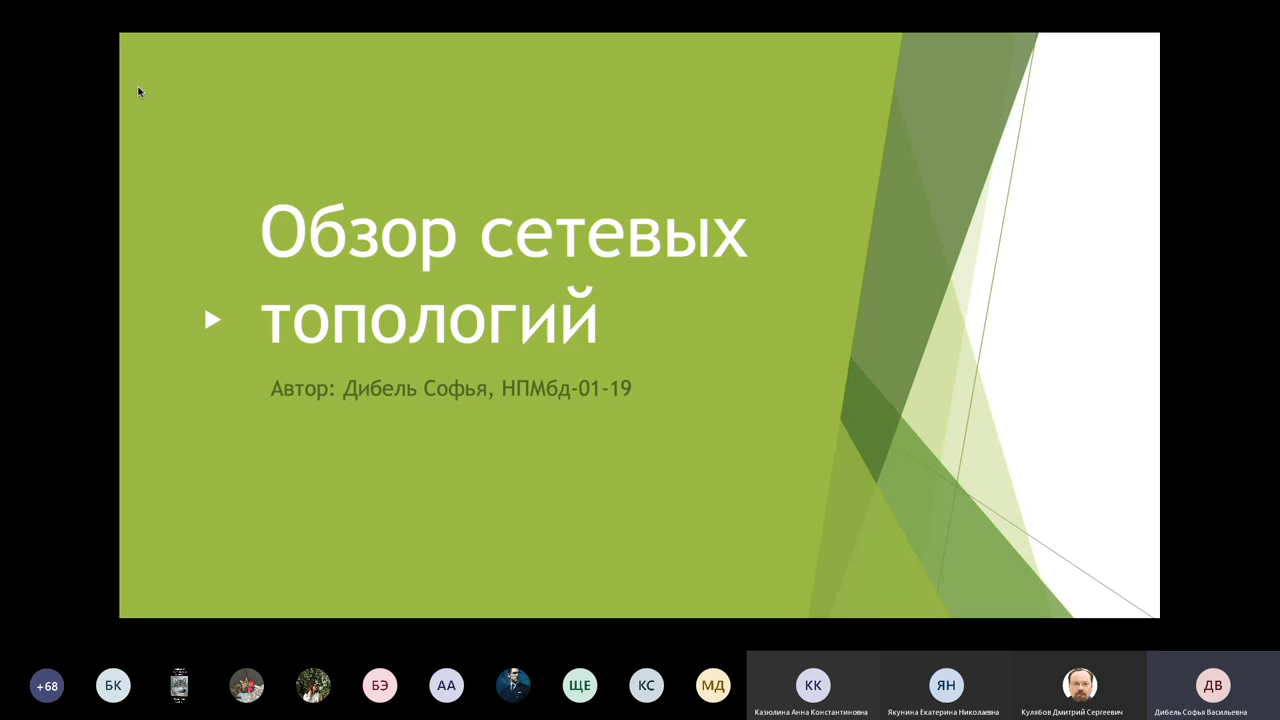 Обзор сетевых
топологий
Автор: Дибель Софья, НПМбд-01-19
+68
БК
БЭ
АА
ЩЕ
КС
МД
КК
ЯН
ДВ
Казюлина Анна Константиновна
Якунина Екатерина Николаевна
Кулябов Дмитрий Сергеевич
Дибель Софья Васильевна